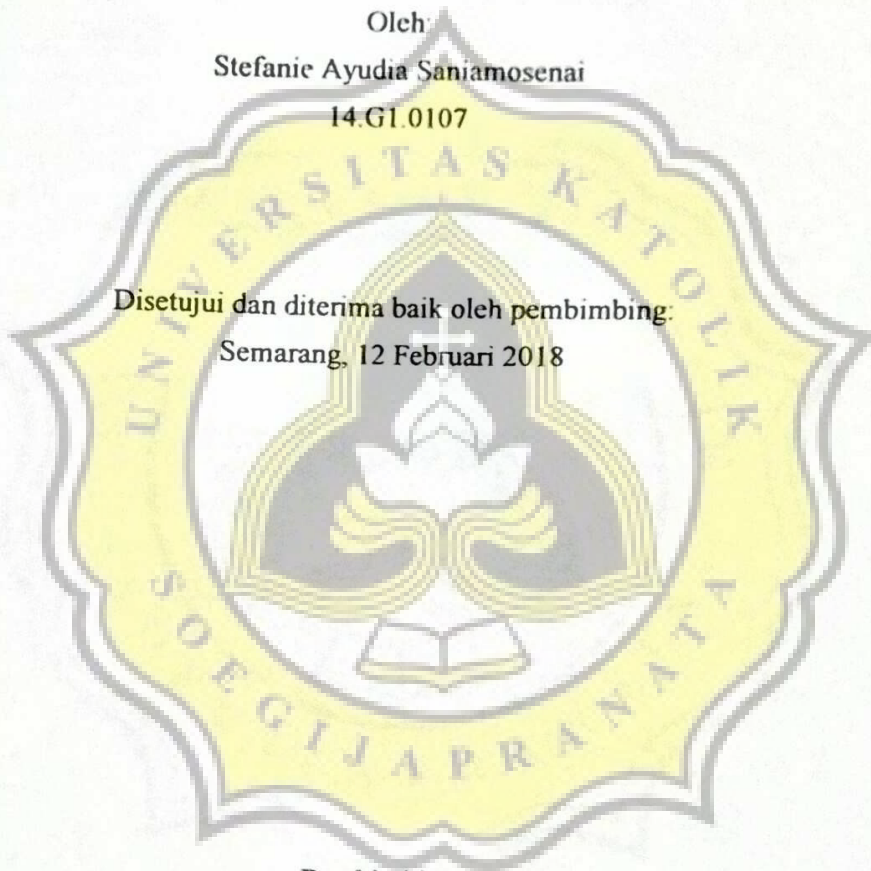 Oleh
Stefanie Ayudia Saniamosenai
14.G1.0107
UNIVERSITAS KATOLIK
Disetujui dan diterima baik oleh pembimbing:
Semarang, 12 Februari 2018
SOEGIJAPRANATA